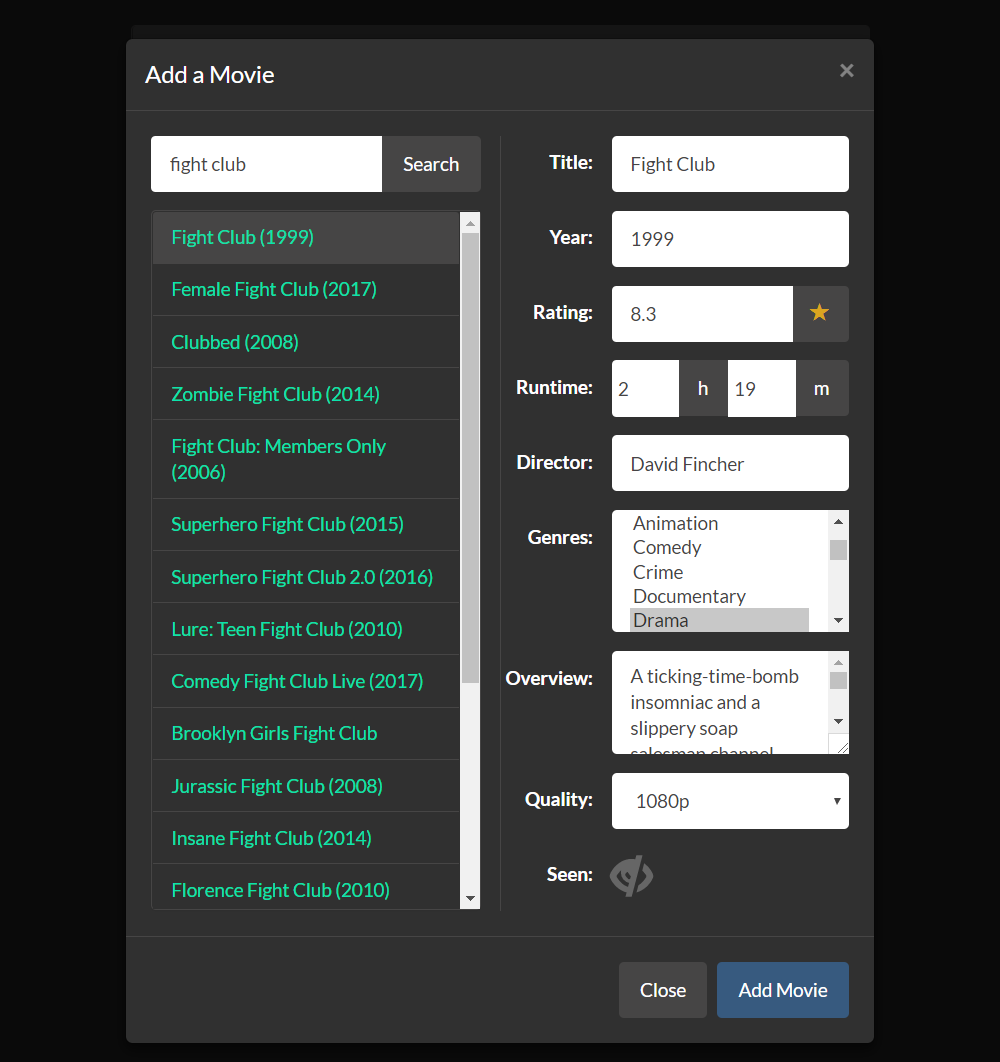 Add a Movie
×
fight club
Search
Fight Club (1999)
Female Fight Club (2017)
Clubbed (2008)
Zombie Fight Club (2014)
Fight Club: Members Only
(2006)
Superhero Fight Club (2015)
Superhero Fight Club 2.0 (2016)
Lure: Teen Fight Club (2010)
Comedy Fight Club Live (2017)
Brooklyn Girls Fight Club
Jurassic Fight Club (2008)
Insane Fight Club (2014)
Florence Fight Club (2010)
Title:
Fight Club
Year:
1999
Rating:
8.3
Runtime:
2
h
19
m
Director:
David Fincher
Genres:
Animation
Comedy
Crime
Documentary
Drama
Overview:
A ticking-time-bomb
insomniac and a
slippery soap
salesman channel
Quality:
1080p
Seen:
Close
Add Movie